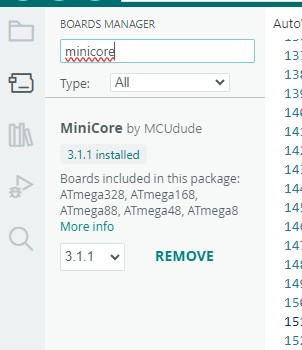 BOARDS MANAGER
minicore
Type: All
MiniCore by MCUdude
3.1.1 installed
Boards included in this package:
ATmega328, ATmega168,
ATmega88, ATmega48, ATmega8
More info
3.1.1 REMOVE
AutoT
137
138
139
140
141
142
143
144
145
146
147
148
149
150
151
152